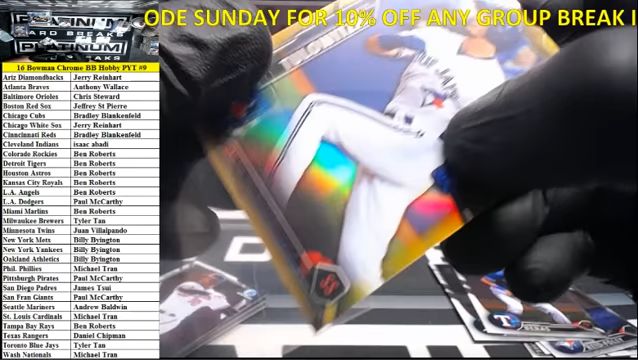 ODE SUNDAY FOR 10% OFF ANY GROUP BREAK I
PLATINUM
CARD BREAKS
PLATINUM
16 Bowman Chrome BB Hobby PYT #9
Ariz Diamondbacks Jerry Reinhart
Atlanta Braves Anthony Wallace
Baltimore Orioles Chris Steward
Boston Red Sox Jeffrey St Pierre
Chicago Cubs Bradley Blankenfeld
Chicago White Sox Jerry Reinhart
Cinncinati Reds Bradley Blankenfeld
Cleveland Indians isaac abadi
Colorado Rockies Ben Roberts
Detroit Tigers Ben Roberts
Houston Astros Ben Roberts
Kansas City Royals Ben Roberts
L.A. Angels Ben Roberts
L.A. Dodgers Paul McCarthy
Miami Marlins Ben Roberts
Milwaukee Brewers Tyler Tan
Minnesota Twins Juan Villalpando
New York Mets Billy Byington
New York Yankees Billy Byington
Oakland Athletics Billy Byington
Phil. Phillies Michael Tran
Pittsburgh Pirates Paul McCarthy
San Diego Padres James Tsui
San Fran Giants Paul McCarthy
Seattle Mariners Andrew Baldwin
St. Louis Cardinals Michael Tran
Tampa Bay Rays Ben Roberts
Texas Rangers Daniel Chipman
Toronto Blue Jays Tyler Tan
Wash Nationals Michael Tran